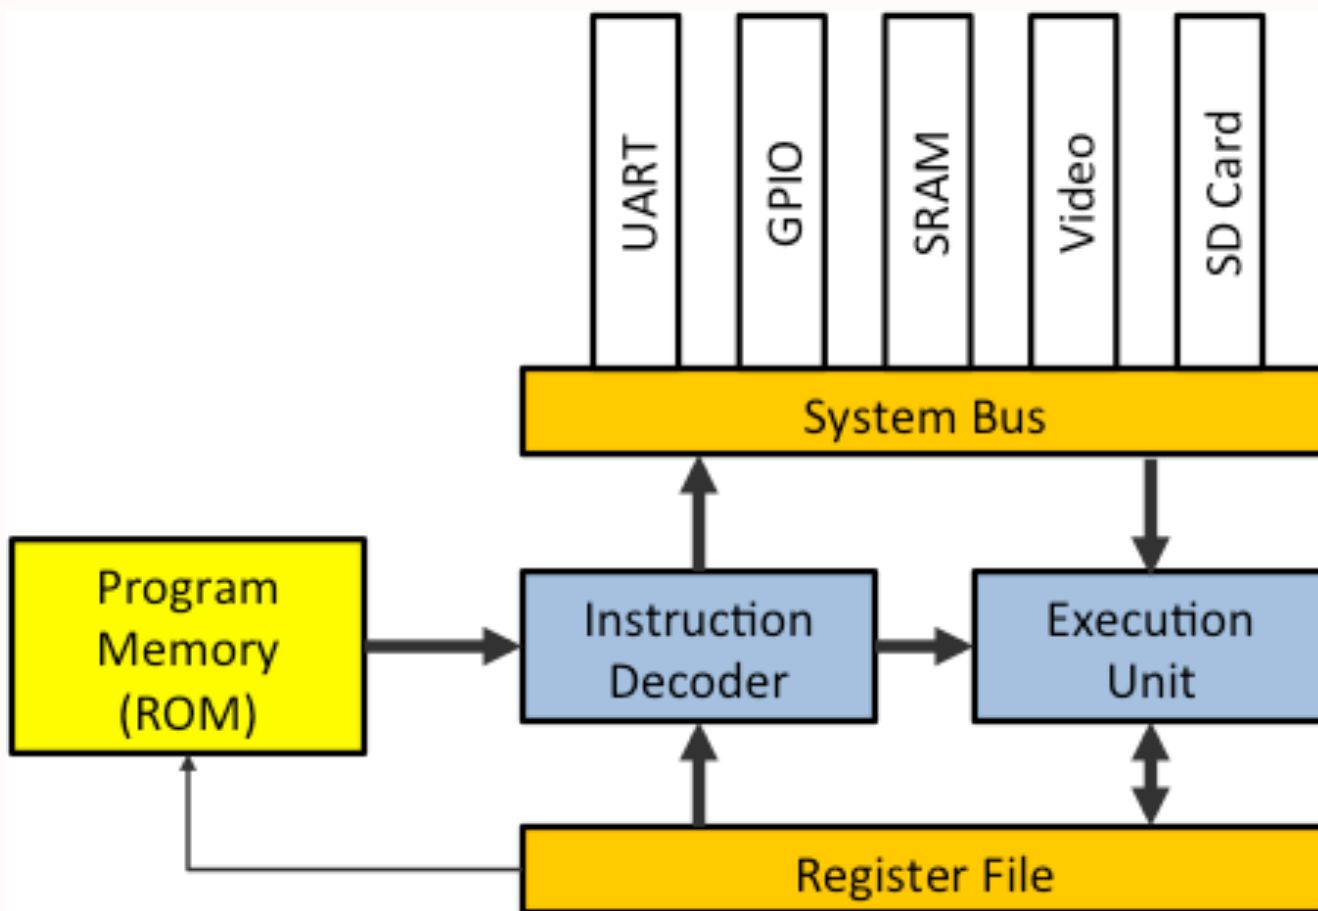 UART
GPIO
SRAM
Video
SD Card
System Bus
Program
Memory
(ROM)
Instruction
Decoder
Execution
Unit
Register File